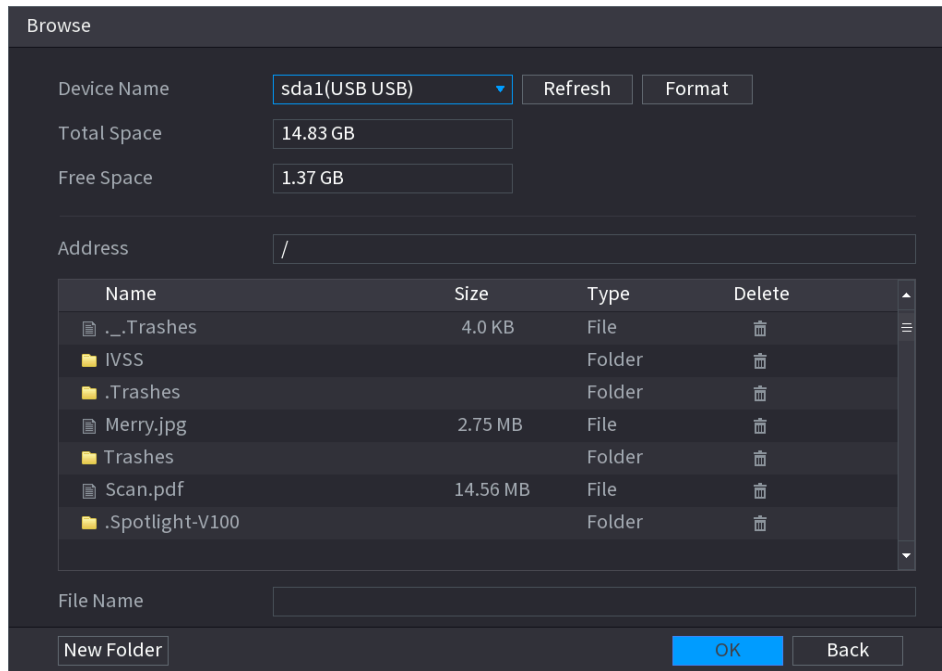 Browse
Device Name sda1(USB USB) Refresh Format
Total Space 14.83 GB
Free Space 1.37 GB
Address /
Name Size Type Delete
._.Trashes 4.0 KB File
IVSS Folder
.Trashes Folder
Merry.jpg 2.75 MB File
Trashes Folder
Scan.pdf 14.56 MB File
.Spotlight-V100 Folder
File Name
New Folder OK Back